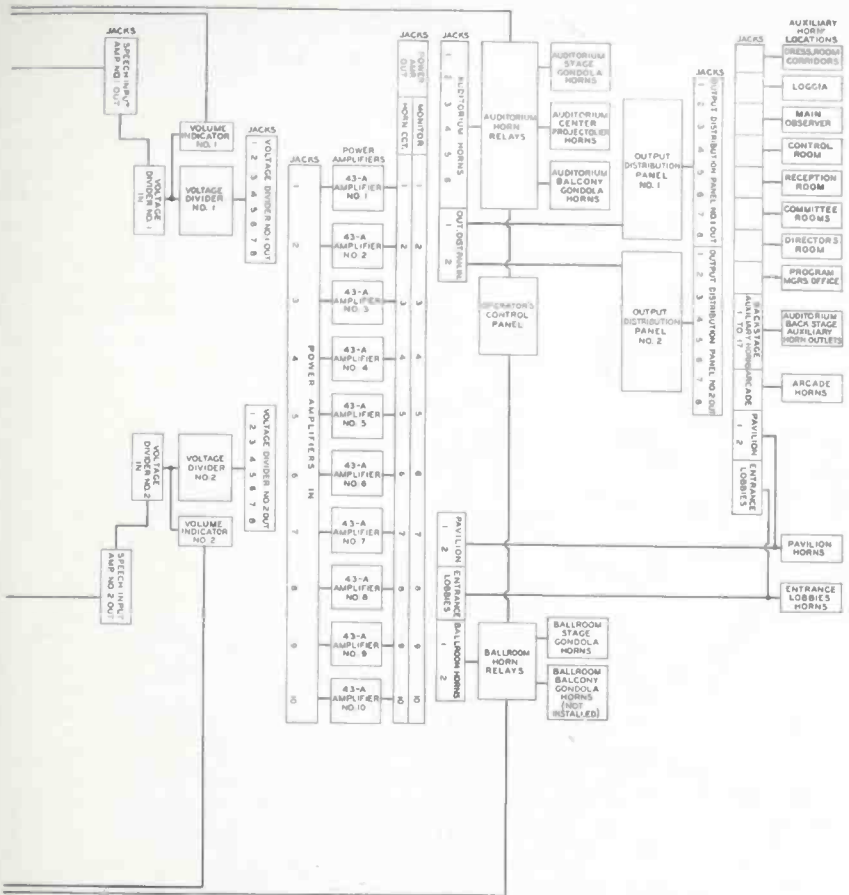 JACKS
SPEECH INPUT
AMP NO. 1 OUT
VOLTAGE
DIVIDER NO. 1
IN
VOLUME
INDICATOR
NO. 1
VOLTAGE
DIVIDER
NO. 1
JACKS
VOLTAGE DIVIDER NO. 1 OUT
1 2 3 4 5 6 7 8
VOLTAGE
DIVIDER NO. 2
IN
SPEECH INPUT
AMP NO. 2 OUT
VOLTAGE
DIVIDER
NO. 2
VOLUME
INDICATOR
NO. 2
VOLTAGE DIVIDER NO. 2 OUT
1 2 3 4 5 6 7 8
JACKS
POWER AMPLIFIERS IN
1 2 3 4 5 6 7 8 9 10
POWER
AMPLIFIERS
43-A
AMPLIFIER
NO. 1
43-A
AMPLIFIER
NO. 2
43-A
AMPLIFIER
NO. 3
43-A
AMPLIFIER
NO. 4
43-A
AMPLIFIER
NO. 5
43-A
AMPLIFIER
NO. 6
43-A
AMPLIFIER
NO. 7
43-A
AMPLIFIER
NO. 8
43-A
AMPLIFIER
NO. 9
43-A
AMPLIFIER
NO. 10
JACKS
POWER
AMP
OUT
MONITOR
1 2 3 4 5 6 7 8 9 10
HORN CCT.
1 2 3 4 5 6 7 8 9 10
JACKS
AUDITORIUM HORNS
1 2 3 4 5 6
OUT. DISTR. PNL.
1 2
PAVILION
1 2
ENTRANCE
LOBBIES
BALLROOM HORNS
1 2
AUDITORIUM
HORN
RELAYS
OPERATOR'S
CONTROL
PANEL
BALLROOM
HORN
RELAYS
AUDITORIUM
STAGE
GONDOLA
HORNS
AUDITORIUM
CENTER
PROJECTOLIER
HORNS
AUDITORIUM
BALCONY
GONDOLA
HORNS
BALLROOM
STAGE
GONDOLA
HORNS
BALLROOM
BALCONY
GONDOLA
HORNS
(NOT
INSTALLED)
OUTPUT
DISTRIBUTION
PANEL
NO. 1
OUTPUT
DISTRIBUTION
PANEL
NO. 2
JACKS
OUTPUT DISTRIBUTION PANEL NO. 1 OUT
1 2 3 4 5 6 7 8
OUTPUT DISTRIBUTION PANEL NO. 2 OUT
1 2 3 4 5 6 7 8
JACKS
BACKSTAGE
AUXILIARY HORNS
1 TO 17
ARCADE
PAVILION
1 2
ENTRANCE
LOBBIES
AUXILIARY
HORN
LOCATIONS
DRESS. ROOM
CORRIDORS
LOGGIA
MAIN
OBSERVER
CONTROL
ROOM
RECEPTION
ROOM
COMMITTEE
ROOMS
DIRECTOR'S
ROOM
PROGRAM
MGRS OFFICE
AUDITORIUM
BACK STAGE
AUXILIARY
HORN OUTLETS
ARCADE
HORNS
PAVILION
HORNS
ENTRANCE
LOBBIES
HORNS